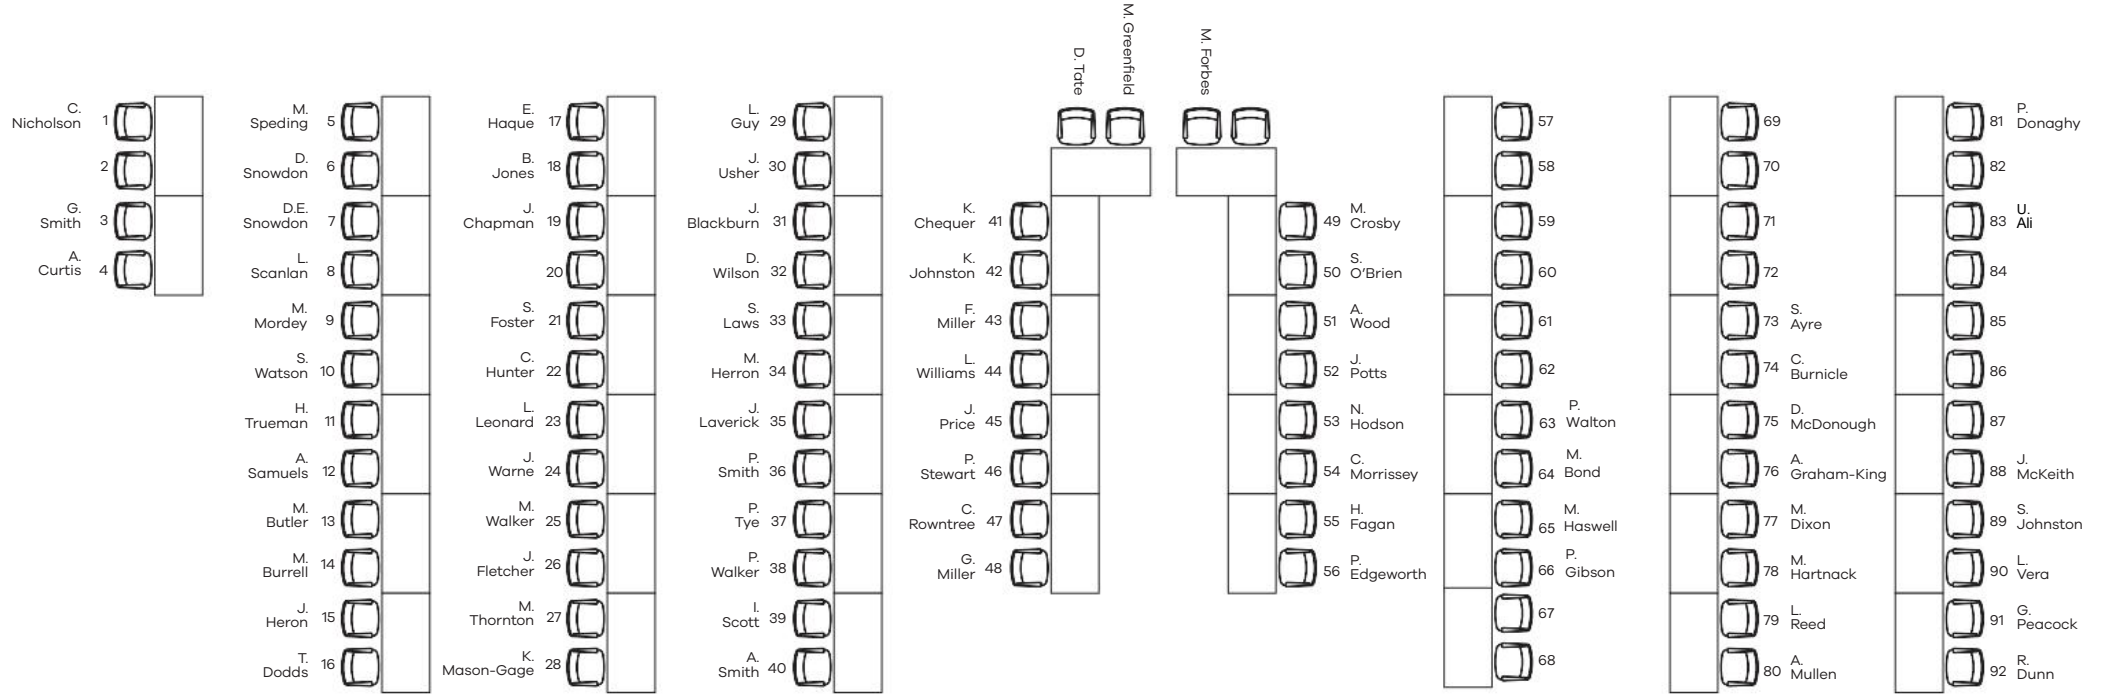 D. Tate
M. Greenfield
M. Forbes
C.
Nicholson 1
2
G.
Smith 3
A.
Curtis 4
M.
Speding 5
D.
Snowdon 6
D.E.
Snowdon 7
L.
Scanlan 8
M.
Mordey 9
S.
Watson 10
H.
Trueman 11
A.
Samuels 12
M.
Butler 13
M.
Burrell 14
J.
Heron 15
T.
Dodds 16
E.
Haque 17
B.
Jones 18
J.
Chapman 19
20
S.
Foster 21
C.
Hunter 22
L.
Leonard 23
J.
Warne 24
M.
Walker 25
J.
Fletcher 26
M.
Thornton 27
K.
Mason-Gage 28
L.
Guy 29
J.
Usher 30
J.
Blackburn 31
D.
Wilson 32
S.
Laws 33
M.
Herron 34
J.
Laverick 35
P.
Smith 36
P.
Tye 37
P.
Walker 38
I.
Scott 39
A.
Smith 40
K.
Chequer 41
K.
Johnston 42
F.
Miller 43
L.
Williams 44
J.
Price 45
P.
Stewart 46
C.
Rowntree 47
G.
Miller 48
49 M.
Crosby
50 S.
O'Brien
51 A.
Wood
52 J.
Potts
53 N.
Hodson
54 C.
Morrissey
55 H.
Fagan
56 P.
Edgeworth
57
58
59
60
61
62
63 P.
Walton
64 M.
Bond
65 M.
Haswell
66 P.
Gibson
67
68
69
70
71
72
73 S.
Ayre
74 C.
Burnicle
75 D.
McDonough
76 A.
Graham-King
77 M.
Dixon
78 M.
Hartnack
79 L.
Reed
80 A.
Mullen
81 P.
Donaghy
82
83 U.
Ali
84
85
86
87
88 J.
McKeith
89 S.
Johnston
90 L.
Vera
91 G.
Peacock
92 R.
Dunn